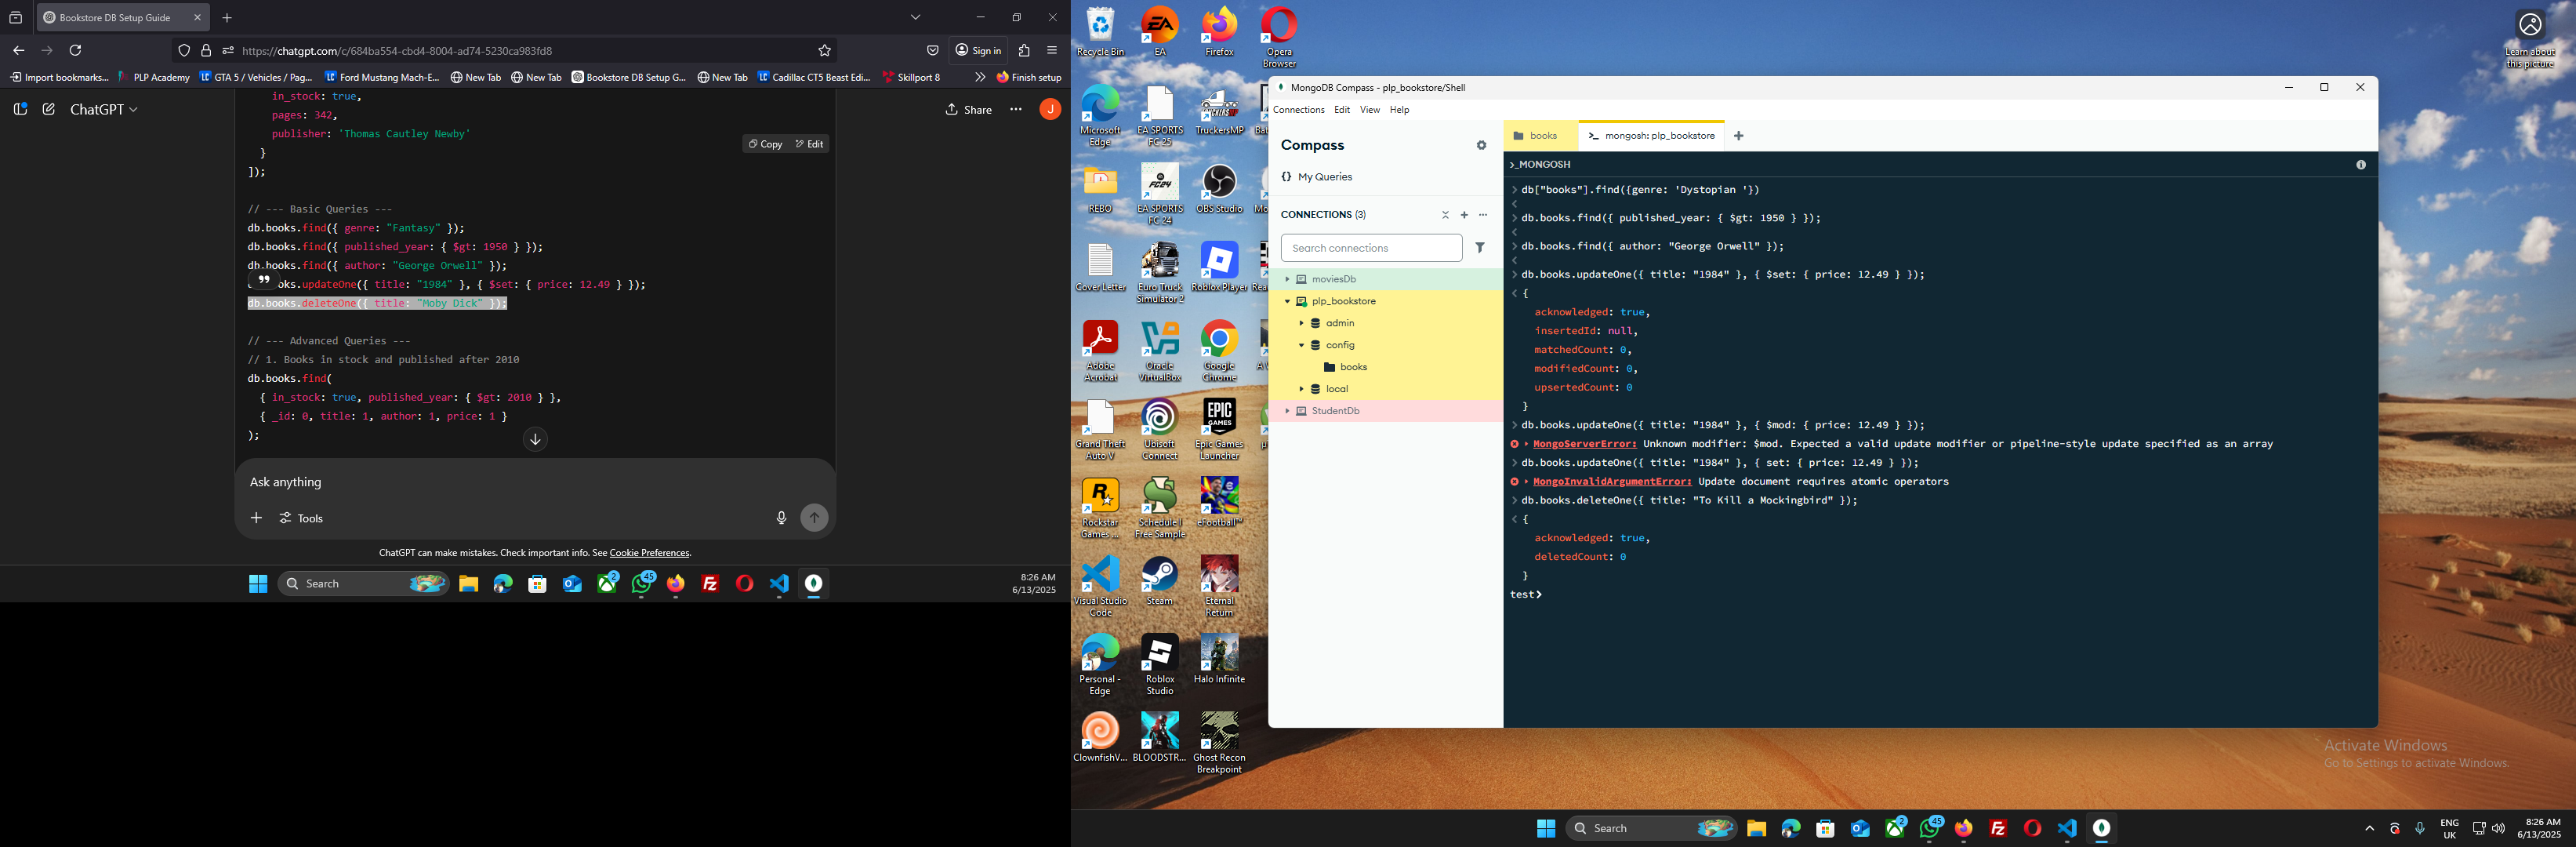 Bookstore DB Setup Guide
https://chatgpt.com/c/684ba554-cbd4-8004-ad74-5230ca983fd8
Sign in
Import bookmarks...
PLP Academy
GTA 5 / Vehicles / Pag...
Ford Mustang Mach-E...
New Tab
New Tab
Bookstore DB Setup G...
New Tab
Cadillac CT5 Beast Edi...
Skillport 8
Finish setup
ChatGPT
Share
J
in_stock: true,
pages: 342,
publisher: 'Thomas Cautley Newby'
Copy
Edit
}
]);
// --- Basic Queries ---
db.books.find({ genre: "Fantasy" });
db.books.find({ published_year: { $gt: 1950 } });
db.books.find({ author: "George Orwell" });
ks.updateOne({ title: "1984" }, { $set: { price: 12.49 } });
db.books.deleteOne({ title: "Moby Dick" });
// --- Advanced Queries ---
// 1. Books in stock and published after 2010
db.books.find(
{ in_stock: true, published_year: { $gt: 2010 } },
{ _id: 0, title: 1, author: 1, price: 1 }
);
Ask anything
Tools
ChatGPT can make mistakes. Check important info. See Cookie Preferences.
Search
2
45
8:26 AM
6/13/2025
Recycle Bin
EA
Firefox
Opera Browser
Learn about this picture
Microsoft Edge
EA SPORTS FC 25
TruckersMP
REBO
EA SPORTS FC 24
OBS Studio
Cover Letter
Euro Truck Simulator 2
Roblox Player
Adobe Acrobat
Oracle VirtualBox
Google Chrome
Grand Theft Auto V
Ubisoft Connect
Epic Games Launcher
Rockstar Games ...
Schedule I Free Sample
eFootball™
Visual Studio Code
Steam
Eternal Return
Personal - Edge
Roblox Studio
Halo Infinite
ClownfishV...
BLOODSTR...
Ghost Recon Breakpoint
MongoDB Compass - plp_bookstore/Shell
Connections Edit View Help
Compass
{} My Queries
CONNECTIONS (3)
Search connections
moviesDb
plp_bookstore
admin
config
books
local
StudentDb
books
>_ mongosh: plp_bookstore
>_MONGOSH
> db["books"].find({genre: 'Dystopian '})
<
> db.books.find({ published_year: { $gt: 1950 } });
<
> db.books.find({ author: "George Orwell" });
<
> db.books.updateOne({ title: "1984" }, { $set: { price: 12.49 } });
< {
acknowledged: true,
insertedId: null,
matchedCount: 0,
modifiedCount: 0,
upsertedCount: 0
}
> db.books.updateOne({ title: "1984" }, { $mod: { price: 12.49 } });
MongoServerError: Unknown modifier: $mod. Expected a valid update modifier or pipeline-style update specified as an array
> db.books.updateOne({ title: "1984" }, { set: { price: 12.49 } });
MongoInvalidArgumentError: Update document requires atomic operators
> db.books.deleteOne({ title: "To Kill a Mockingbird" });
< {
acknowledged: true,
deletedCount: 0
}
test>
Activate Windows
Go to Settings to activate Windows.
Search
2
45
ENG
UK
8:26 AM
6/13/2025